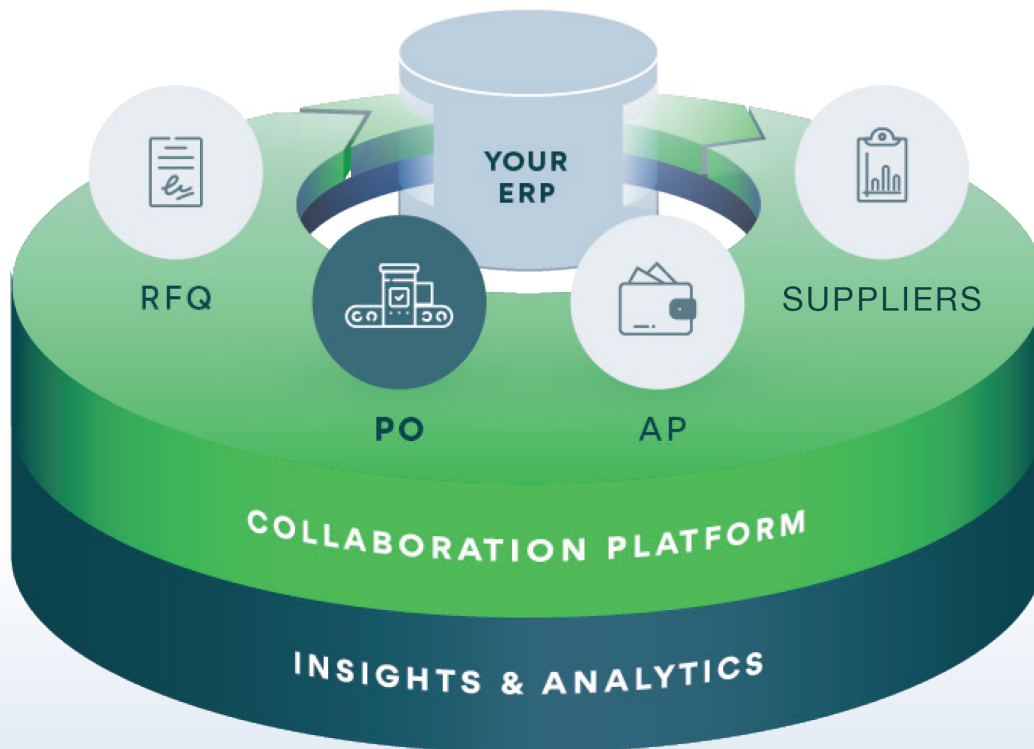 YOUR
ERP
RFQ
SUPPLIERS
PO
AP
COLLABORATION PLATFORM
INSIGHTS & ANALYTICS